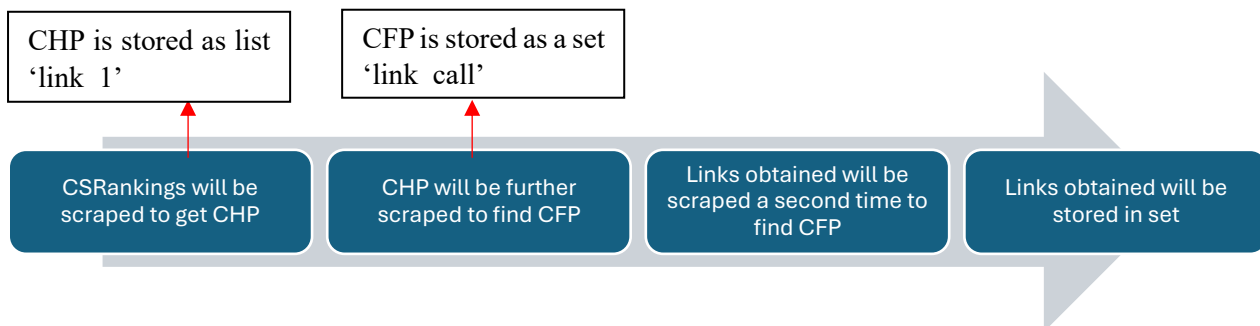 CHP is stored as list
‘link 1’
CFP is stored as a set
‘link call’
CSRankings will be
scraped to get CHP
CHP will be further
scraped to find CFP
Links obtained will be
scraped a second time to
find CFP
Links obtained will be
stored in set